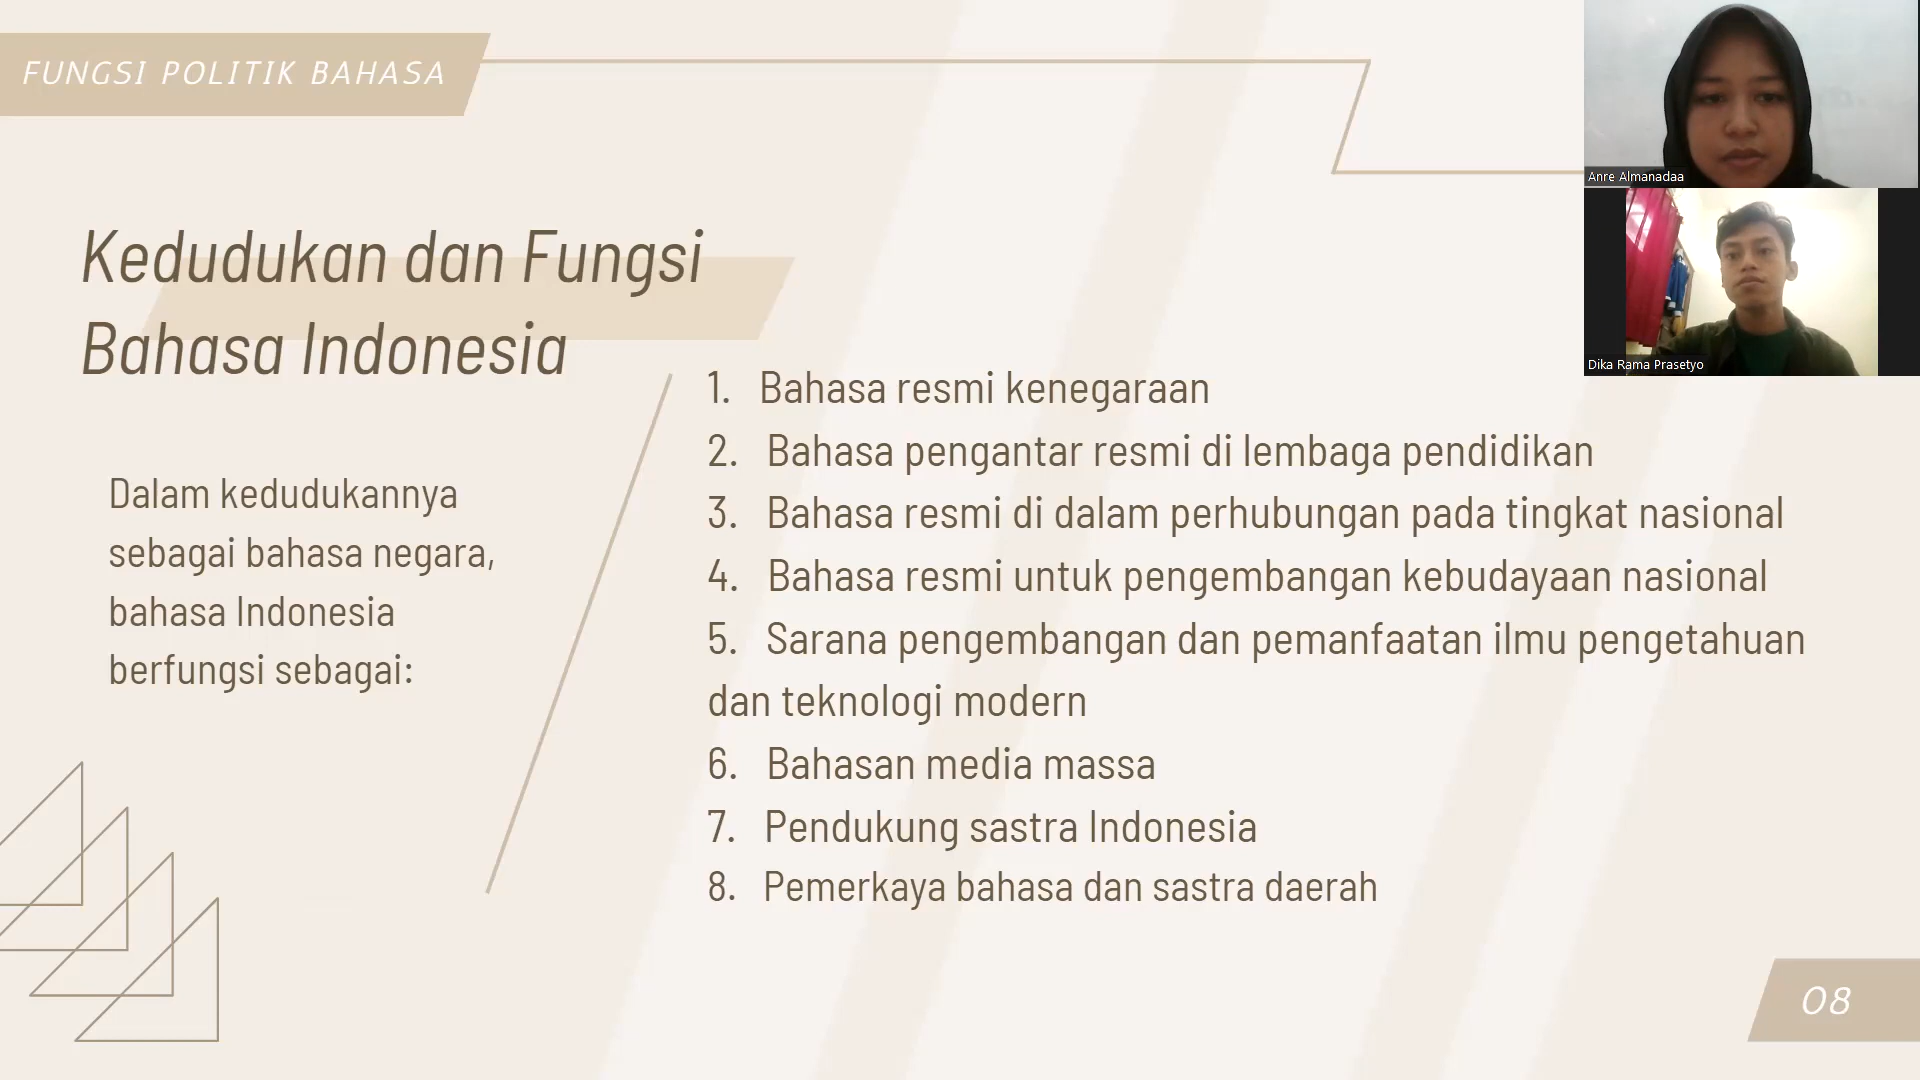 FUNGSI POLITIK BAHASA
Anre Almanadaa
Dika Rama Prasetyo
Kedudukan dan Fungsi
Bahasa Indonesia
Dalam kedudukannya
sebagai bahasa negara,
bahasa Indonesia
berfungsi sebagai:
1. Bahasa resmi kenegaraan
2. Bahasa pengantar resmi di lembaga pendidikan
3. Bahasa resmi di dalam perhubungan pada tingkat nasional
4. Bahasa resmi untuk pengembangan kebudayaan nasional
5. Sarana pengembangan dan pemanfaatan ilmu pengetahuan
dan teknologi modern
6. Bahasan media massa
7. Pendukung sastra Indonesia
8. Pemerkaya bahasa dan sastra daerah
08